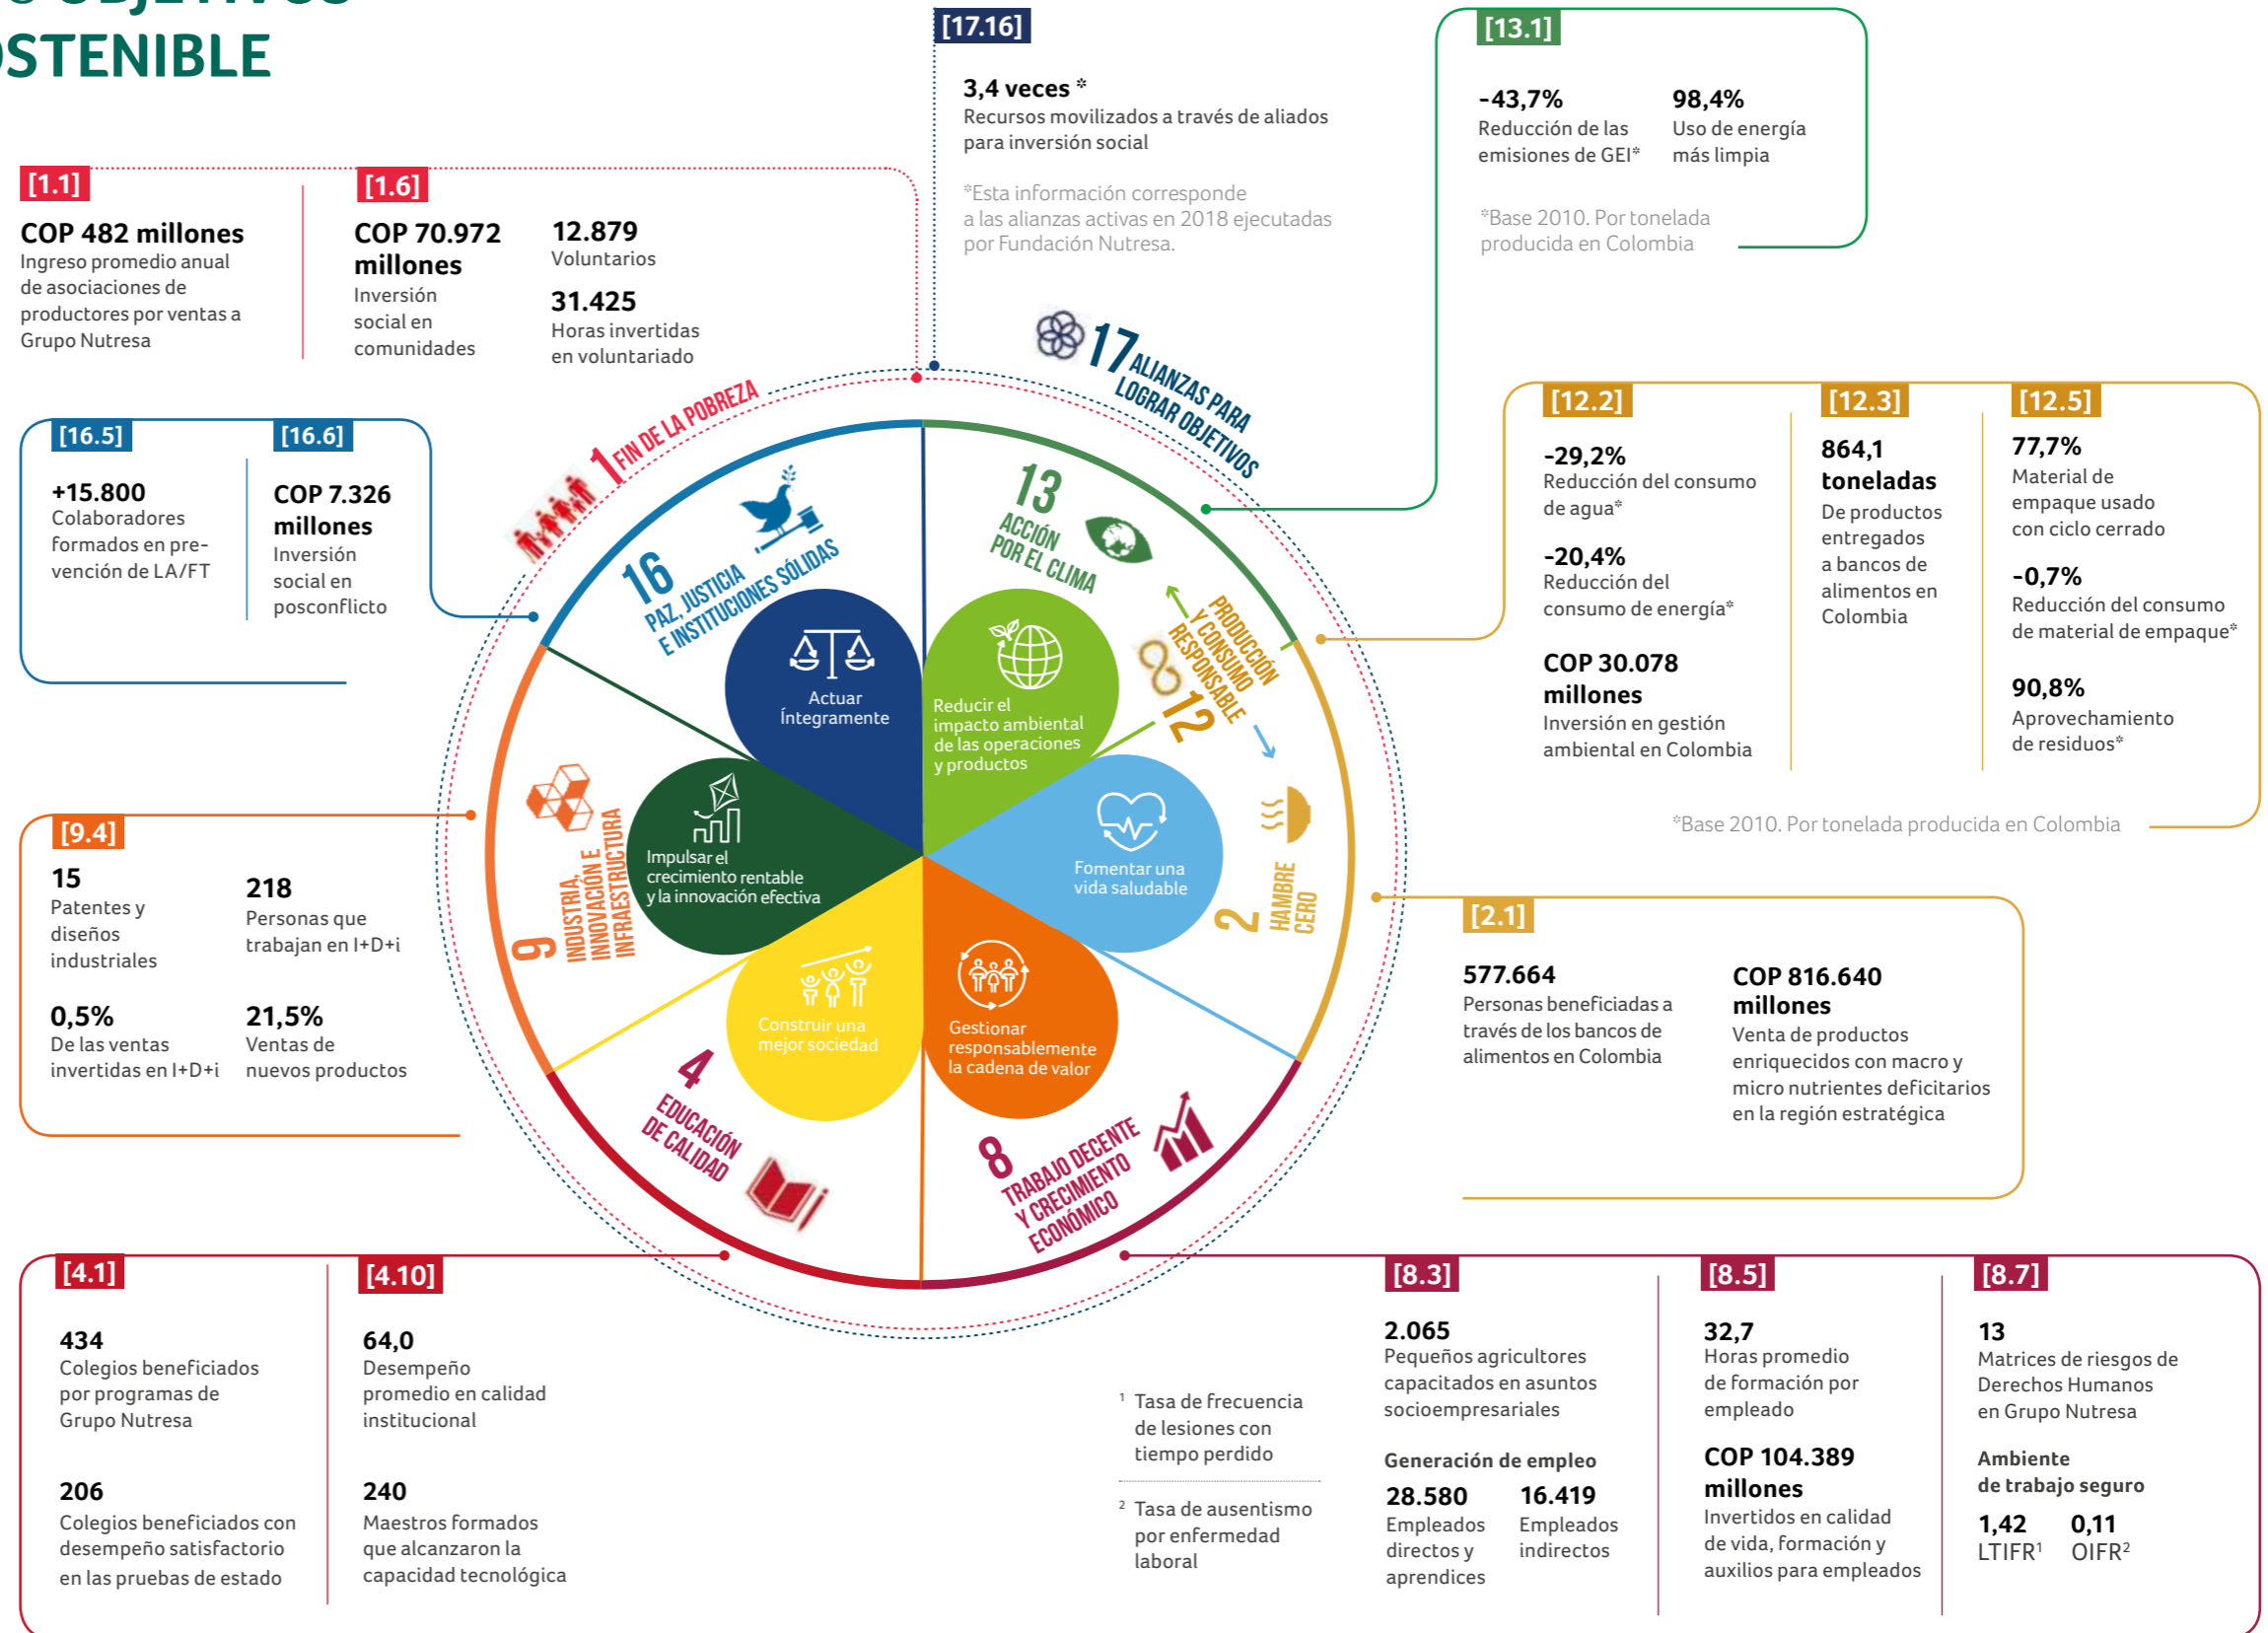 OBJETIVOS
OSTENIBLE
[17.16]
3,4 veces *
Recursos movilizados a través de aliados
para inversión social
*Esta información corresponde
a las alianzas activas en 2018 ejecutadas
por Fundación Nutresa.
[13.1]
-43,7%
Reducción de las
emisiones de GEI*
98,4%
Uso de energía
más limpia
*Base 2010. Por tonelada
producida en Colombia
[1.1]
COP 482 millones
Ingreso promedio anual
de asociaciones de
productores por ventas a
Grupo Nutresa
[1.6]
COP 70.972
millones
Inversión
social en
comunidades
12.879
Voluntarios
31.425
Horas invertidas
en voluntariado
[16.5]
+15.800
Colaboradores
formados en pre-
vención de LA/FT
[16.6]
COP 7.326
millones
Inversión
social en
posconflicto
[12.2]
-29,2%
Reducción del consumo
de agua*
-20,4%
Reducción del
consumo de energía*
COP 30.078
millones
Inversión en gestión
ambiental en Colombia
[12.3]
864,1
toneladas
De productos
entregados
a bancos de
alimentos en
Colombia
[12.5]
77,7%
Material de
empaque usado
con ciclo cerrado
-0,7%
Reducción del consumo
de material de empaque*
90,8%
Aprovechamiento
de residuos*
*Base 2010. Por tonelada producida en Colombia
1 FIN DE LA POBREZA
17 ALIANZAS PARA
LOGRAR OBJETIVOS
16
PAZ, JUSTICIA
E INSTITUCIONES SÓLIDAS
13
ACCIÓN
POR EL CLIMA
PRODUCCIÓN
Y CONSUMO
RESPONSABLE
12
Actuar
Íntegramente
Reducir el
impacto ambiental
de las operaciones
y productos
Impulsar el
crecimiento rentable
y la innovación efectiva
Fomentar una
vida saludable
Construir una
mejor sociedad
Gestionar
responsablemente
la cadena de valor
9
INDUSTRIA,
INNOVACIÓN E
INFRAESTRUCTURA
2
HAMBRE
CERO
4
EDUCACIÓN
DE CALIDAD
8
TRABAJO DECENTE
Y CRECIMIENTO
ECONÓMICO
[9.4]
15
Patentes y
diseños
industriales
218
Personas que
trabajan en I+D+i
0,5%
De las ventas
invertidas en I+D+i
21,5%
Ventas de
nuevos productos
[2.1]
577.664
Personas beneficiadas a
través de los bancos de
alimentos en Colombia
COP 816.640
millones
Venta de productos
enriquecidos con macro y
micro nutrientes deficitarios
en la región estratégica
[4.1]
434
Colegios beneficiados
por programas de
Grupo Nutresa
206
Colegios beneficiados con
desempeño satisfactorio
en las pruebas de estado
[4.10]
64,0
Desempeño
promedio en calidad
institucional
240
Maestros formados
que alcanzaron la
capacidad tecnológica
1 Tasa de frecuencia
de lesiones con
tiempo perdido
2 Tasa de ausentismo
por enfermedad
laboral
[8.3]
2.065
Pequeños agricultores
capacitados en asuntos
socioempresariales
Generación de empleo
28.580
Empleados
directos y
aprendices
16.419
Empleados
indirectos
[8.5]
32,7
Horas promedio
de formación por
empleado
COP 104.389
millones
Invertidos en calidad
de vida, formación y
auxilios para empleados
[8.7]
13
Matrices de riesgos de
Derechos Humanos
en Grupo Nutresa
Ambiente
de trabajo seguro
1,42
LTIFR1
0,11
OIFR2